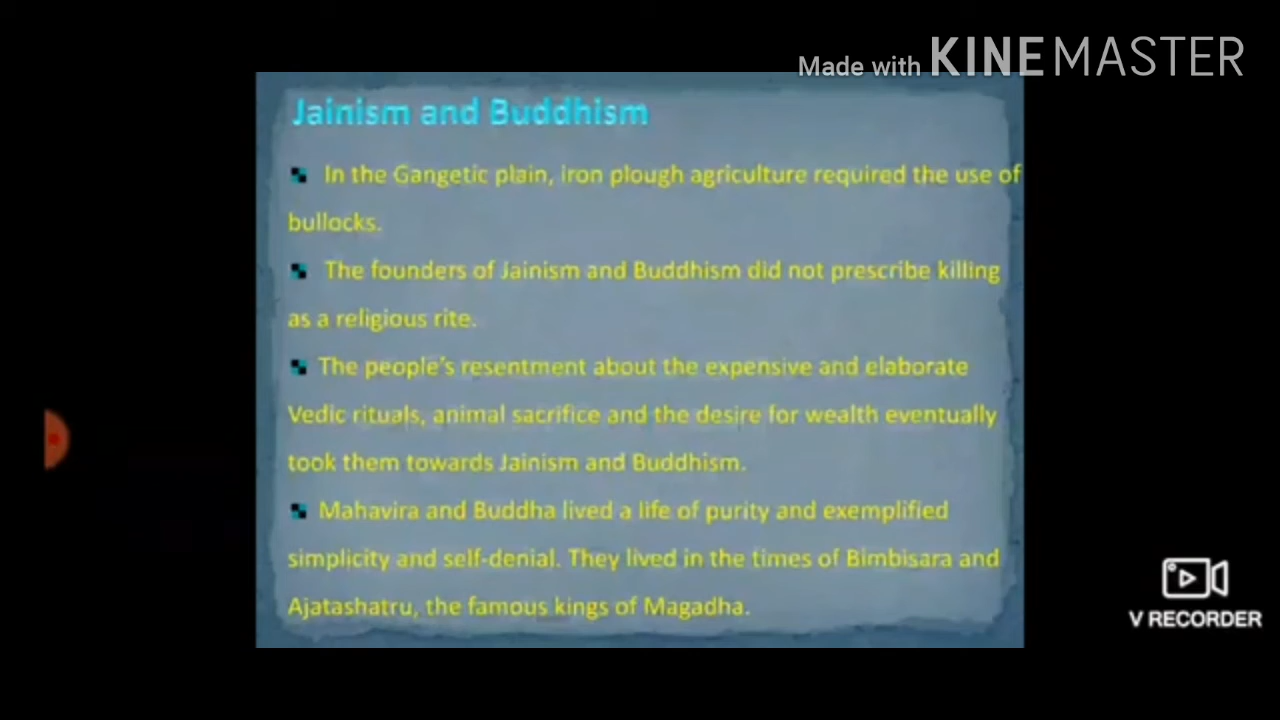 Made with KINEMASTER
Jainism and Buddhism
In the Gangetic plain, iron plough agriculture required the use of
bullocks.
The founders of Jainism and Buddhism did not prescribe killing
as a religious rite.
The people's resentment about the expensive and elaborate
Vedic rituals, animal sacrifice and the desire for wealth eventually
took them towards Jainism and Buddhism.
Mahavira and Buddha lived a life of purity and exemplified
simplicity and self-denial. They lived in the times of Bimbisara and
Ajatashatru, the famous kings of Magadha.
V RECORDER